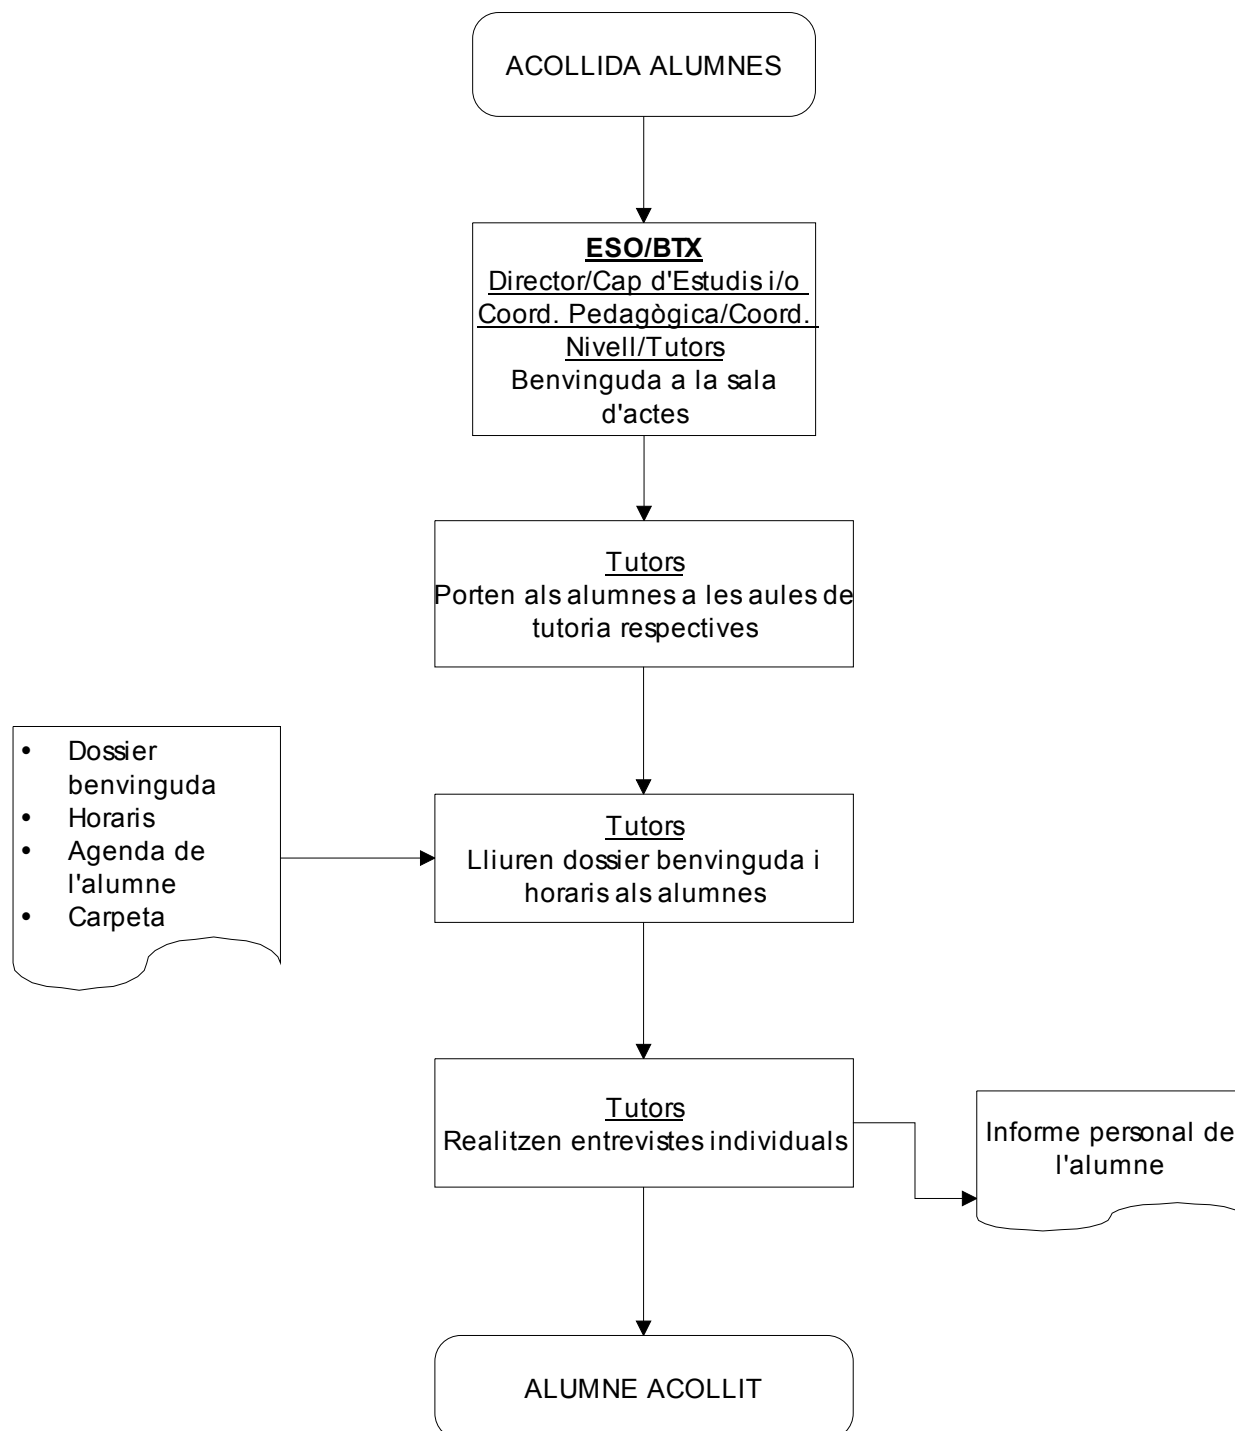 ACOLLIDA ALUMNES
ESO/BTX
Director/Cap d'Estudis i/o
Coord. Pedagògica/Coord.
Nivell/Tutors
Benvinguda a la sala
d'actes
Tutors
Porten als alumnes a les aules de
tutoria respectives
• Dossier
benvinguda
• Horaris
• Agenda de
l'alumne
• Carpeta
Tutors
Lliuren dossier benvinguda i
horaris als alumnes
Tutors
Realitzen entrevistes individuals
Informe personal de
l'alumne
ALUMNE ACOLLIT